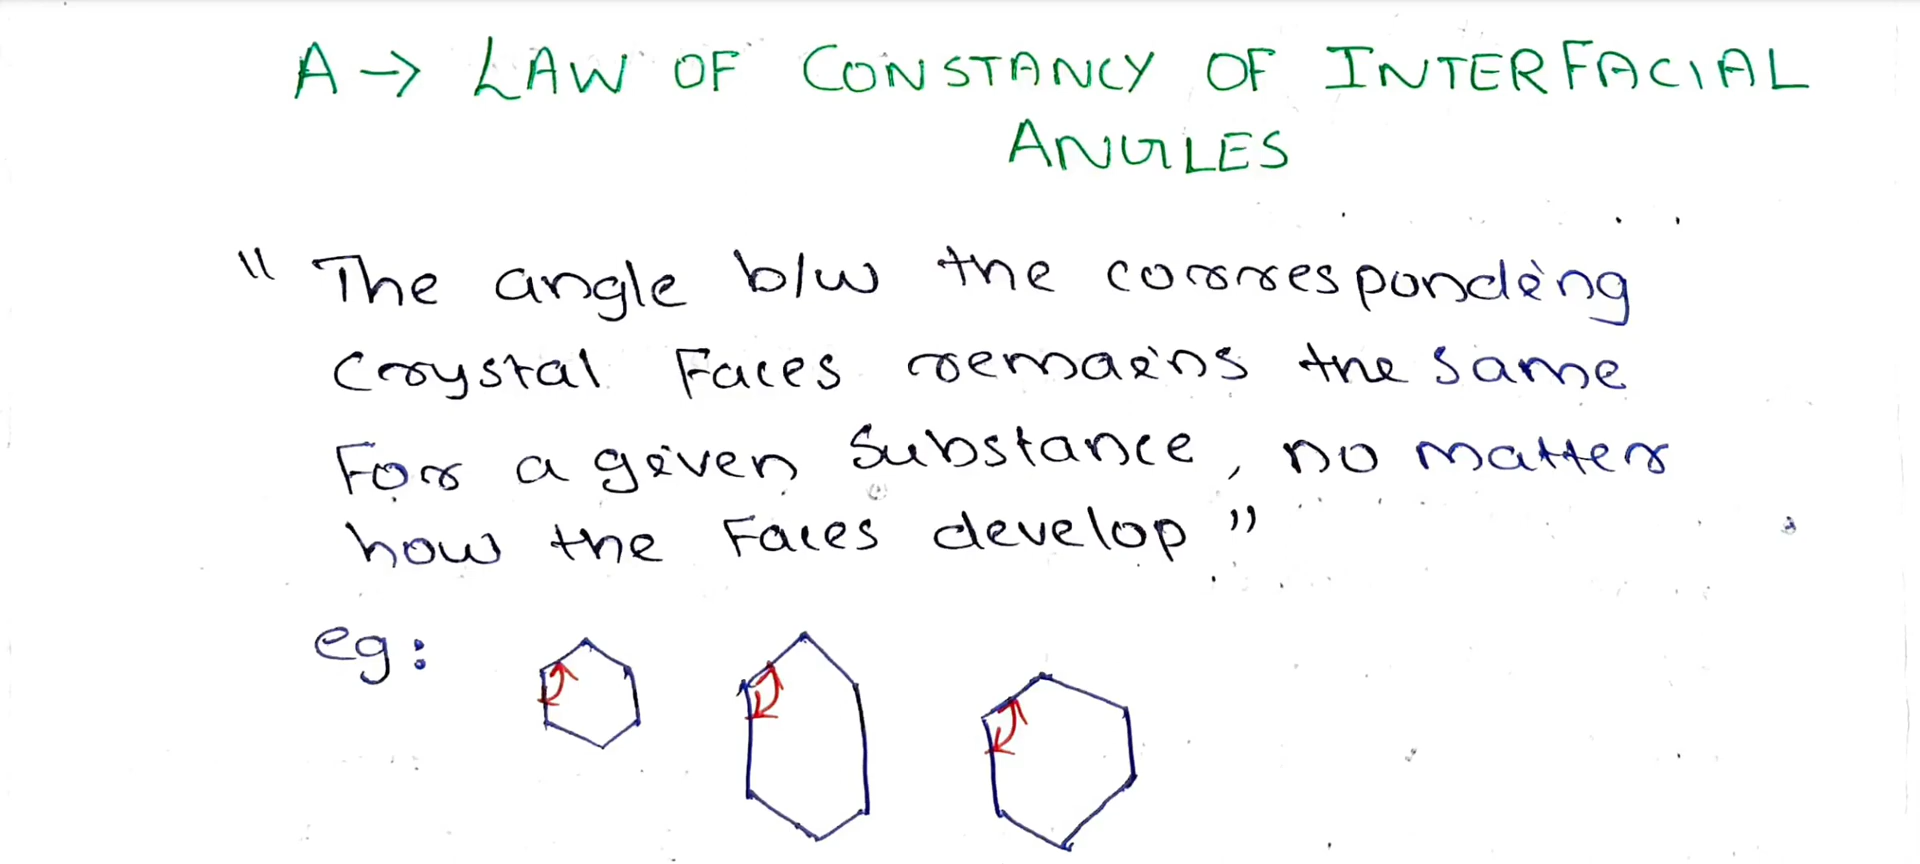 A → LAW OF CONSTANCY OF INTERFACIAL
ANGLES
" The angle b/w the corresponding
Crystal Faces remains the same
For a given Substance, no matter
how the Faces develop "
eg: